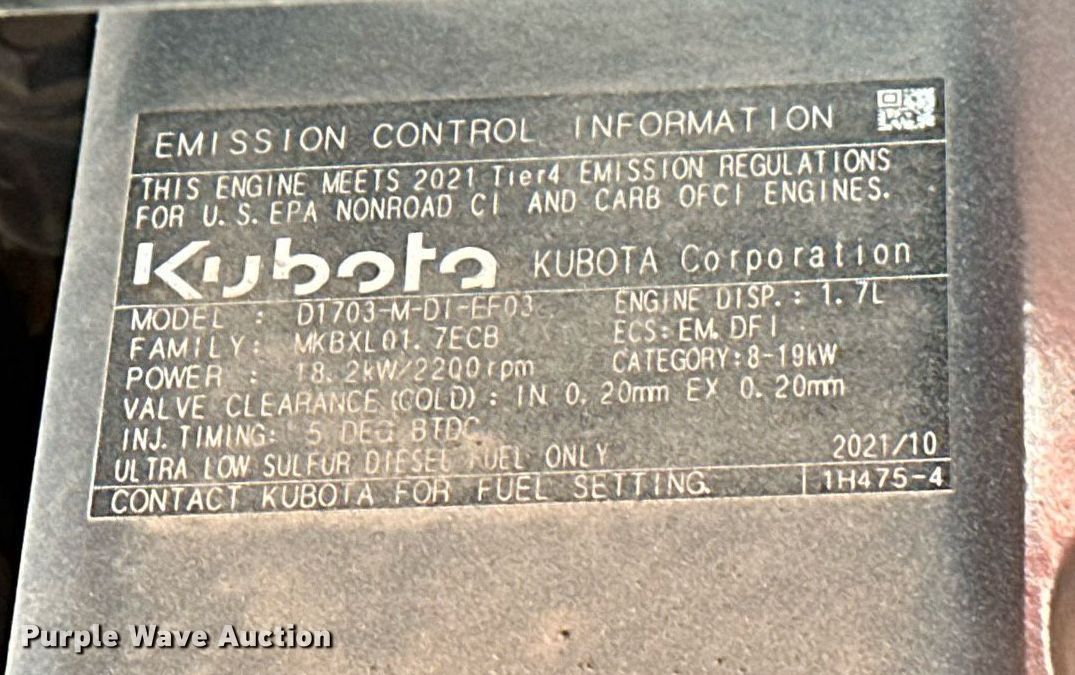 EMISSION CONTROL INFORMATION
THIS ENGINE MEETS 2021 Tier4 EMISSION REGULATIONS
FOR U.S.EPA NONROAD CI AND CARB OFCI ENGINES.
Kubota KUBOTA Corporation
MODEL : D1703-M-DI-EF03 ENGINE DISP.: 1.7L
FAMILY: MKBXL01.7ECB ECS: EM,DFI
POWER : 18.2kW/2200rpm CATEGORY:8-19kW
VALVE CLEARANCE(COLD): IN 0.20mm EX 0.20mm
INJ.TIMING: 5 DEG BTDC
ULTRA LOW SULFUR DIESEL FUEL ONLY 2021/10
CONTACT KUBOTA FOR FUEL SETTING. 1H475-4
Purple Wave Auction